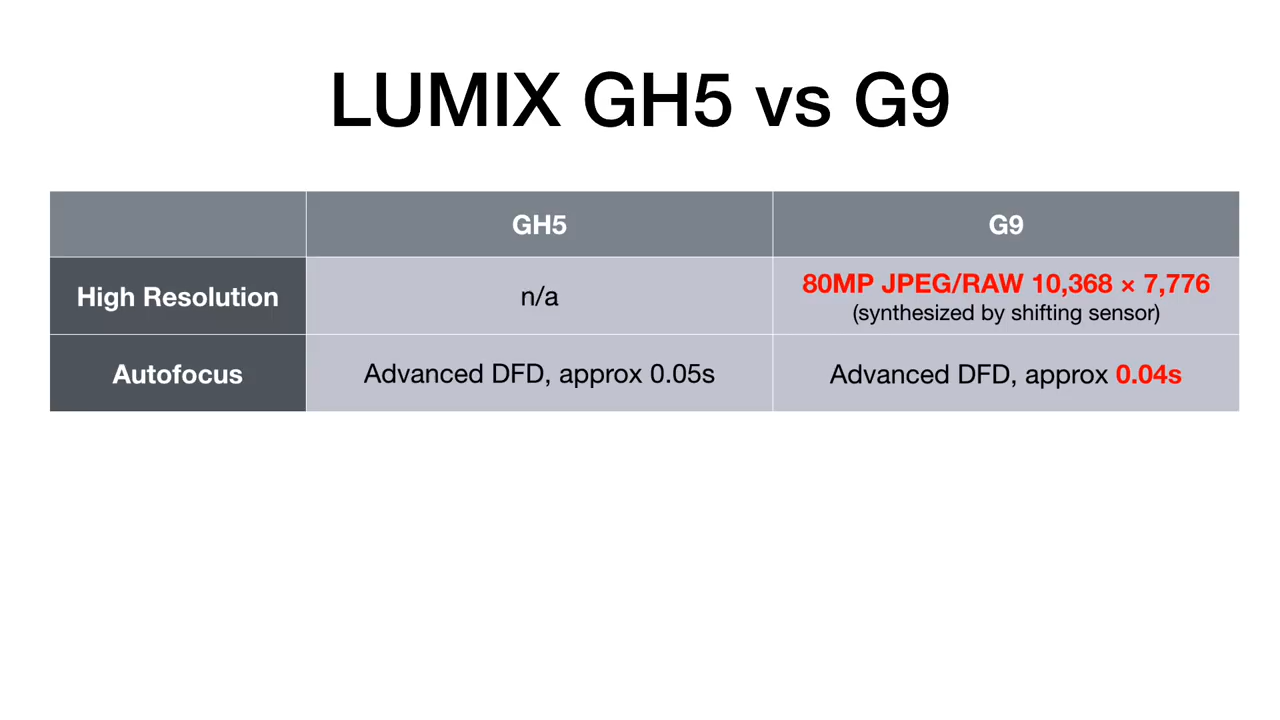 LUMIX GH5 vs G9
GH5
G9
High Resolution
n/a
80MP JPEG/RAW 10,368 × 7,776
(synthesized by shifting sensor)
Autofocus
Advanced DFD, approx 0.05s
Advanced DFD, approx 0.04s